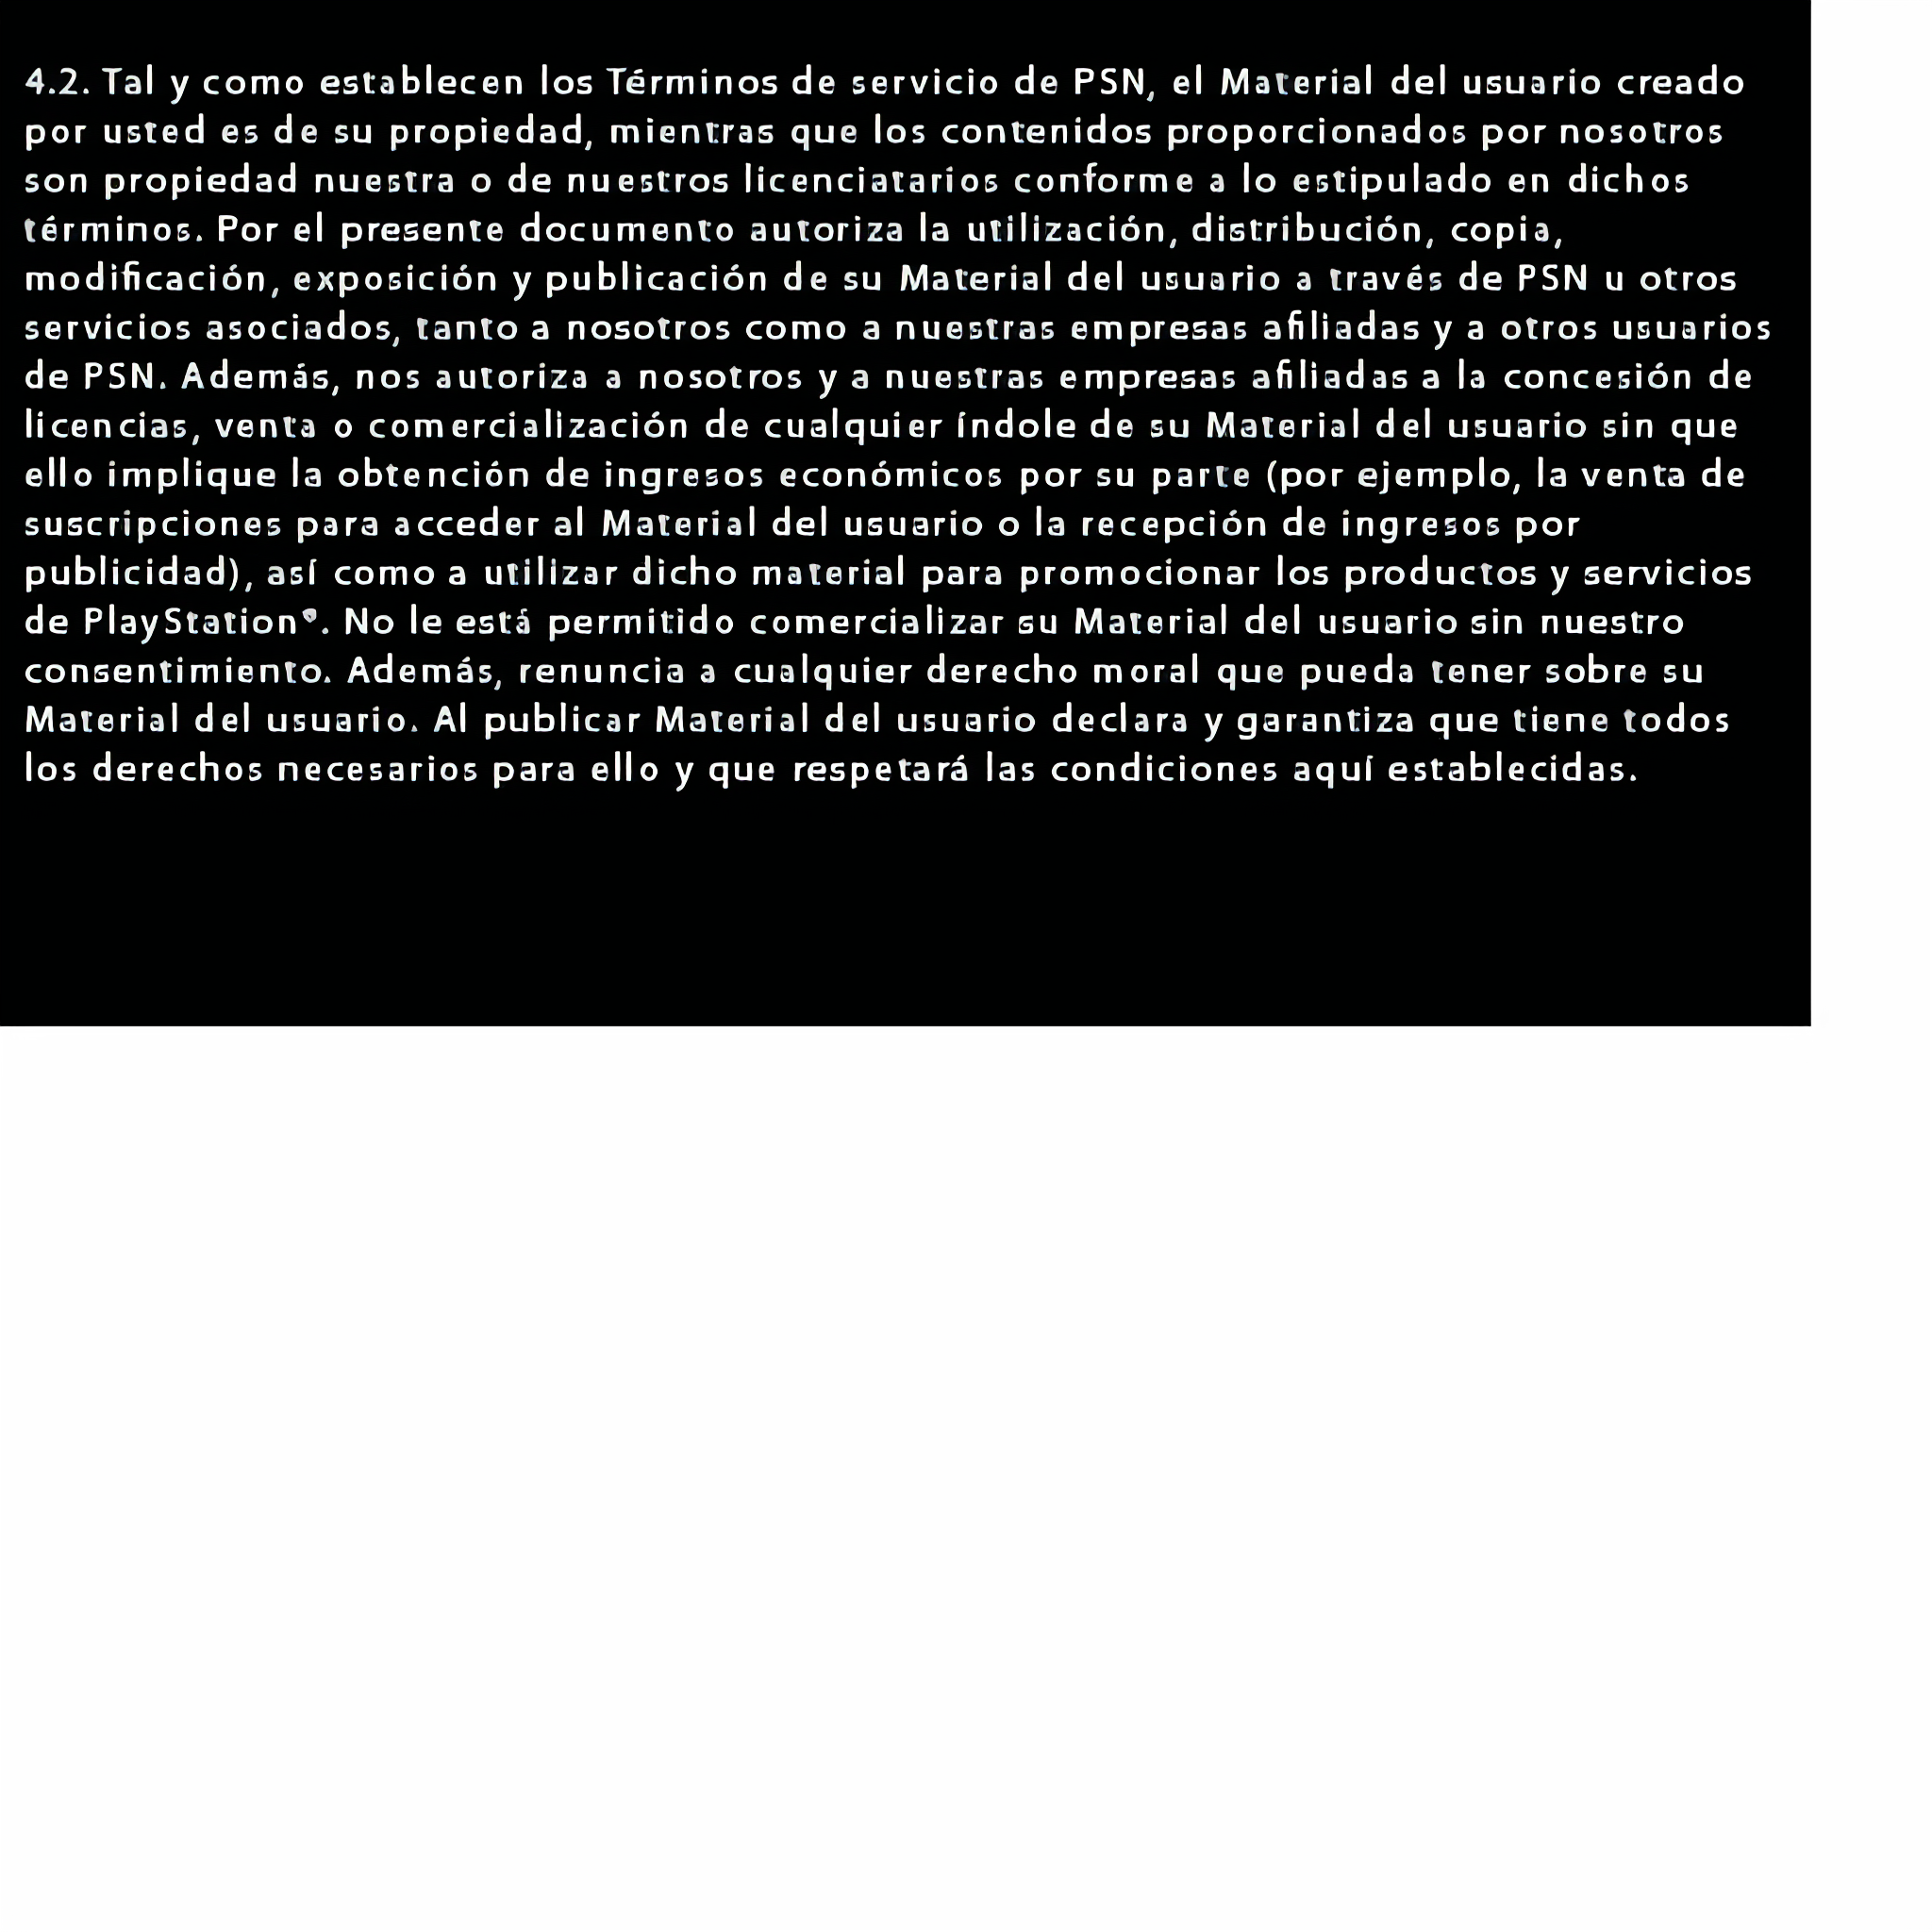 4.2. Tal y como establecen los Términos de servicio de PSN, el Material del usuario creado
por usted es de su propiedad, mientras que los contenidos proporcionados por nosotros
son propiedad nuestra o de nuestros licenciatarios conforme a lo estipulado en dichos
términos. Por el presente documento autoriza la utilización, distribución, copia,
modificación, exposición y publicación de su Material del usuario a través de PSN u otros
servicios asociados, tanto a nosotros como a nuestras empresas afiliadas y a otros usuarios
de PSN. Además, nos autoriza a nosotros y a nuestras empresas afiliadas a la concesión de
licencias, venta o comercialización de cualquier índole de su Material del usuario sin que
ello implique la obtención de ingresos económicos por su parte (por ejemplo, la venta de
suscripciones para acceder al Material del usuario o la recepción de ingresos por
publicidad), así como a utilizar dicho material para promocionar los productos y servicios
de PlayStation®. No le está permitido comercializar su Material del usuario sin nuestro
consentimiento. Además, renuncia a cualquier derecho moral que pueda tener sobre su
Material del usuario. Al publicar Material del usuario declara y garantiza que tiene todos
los derechos necesarios para ello y que respetará las condiciones aquí establecidas.